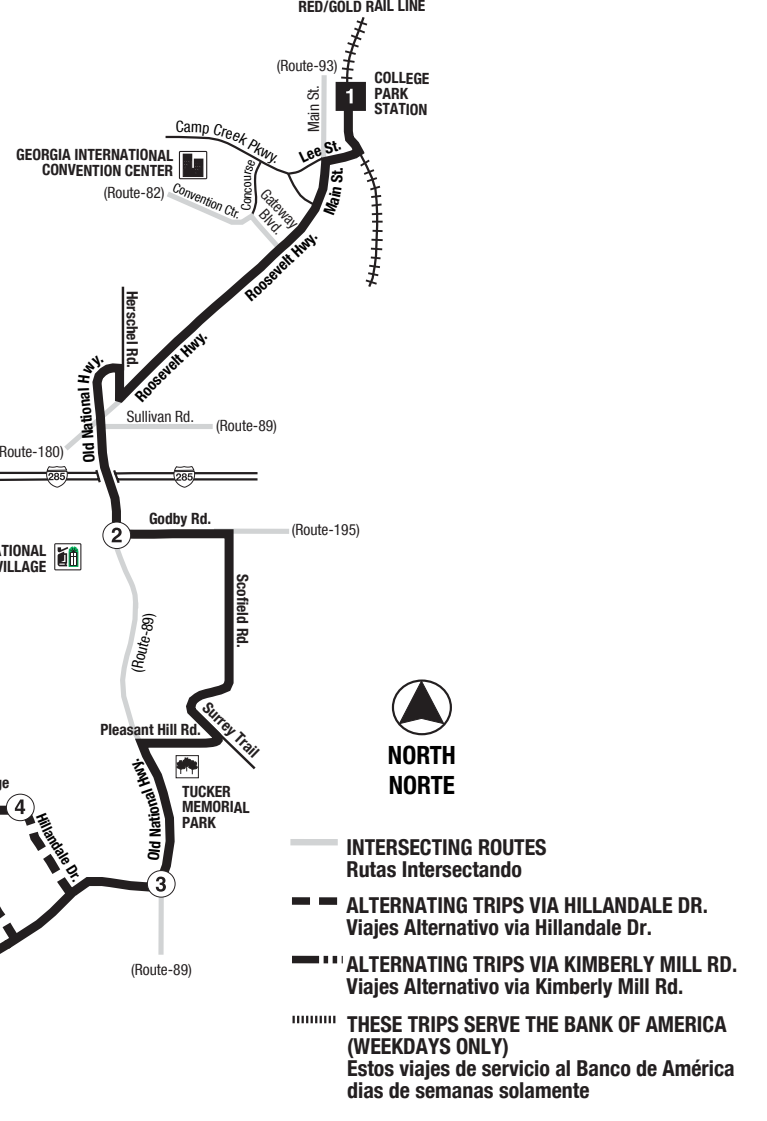 RED/GOLD RAIL LINE
(Route-93)
1
COLLEGE
PARK
STATION
Main St.
Camp Creek Pkwy.
Lee St.
GEORGIA INTERNATIONAL
CONVENTION CENTER
(Route-82)
Convention Ctr.
Concourse
Gateway
Blvd.
Main St.
Roosevelt Hwy.
Herschel Rd.
Roosevelt Hwy.
Old National Hwy.
Sullivan Rd.
(Route-89)
Route-180)
285
285
2
Godby Rd.
(Route-195)
ATIONAL
VILLAGE
Scofield Rd.
(Route-89)
Surrey Trail
Pleasant Hill Rd.
NORTH
NORTE
Old National Hwy.
TUCKER
MEMORIAL
PARK
ge
4
Hillandale Dr.
3
(Route-89)
INTERSECTING ROUTES
Rutas Intersectando
ALTERNATING TRIPS VIA HILLANDALE DR.
Viajes Alternativo via Hillandale Dr.
ALTERNATING TRIPS VIA KIMBERLY MILL RD.
Viajes Alternativo via Kimberly Mill Rd.
THESE TRIPS SERVE THE BANK OF AMERICA
(WEEKDAYS ONLY)
Estos viajes de servicio al Banco de América
dias de semanas solamente